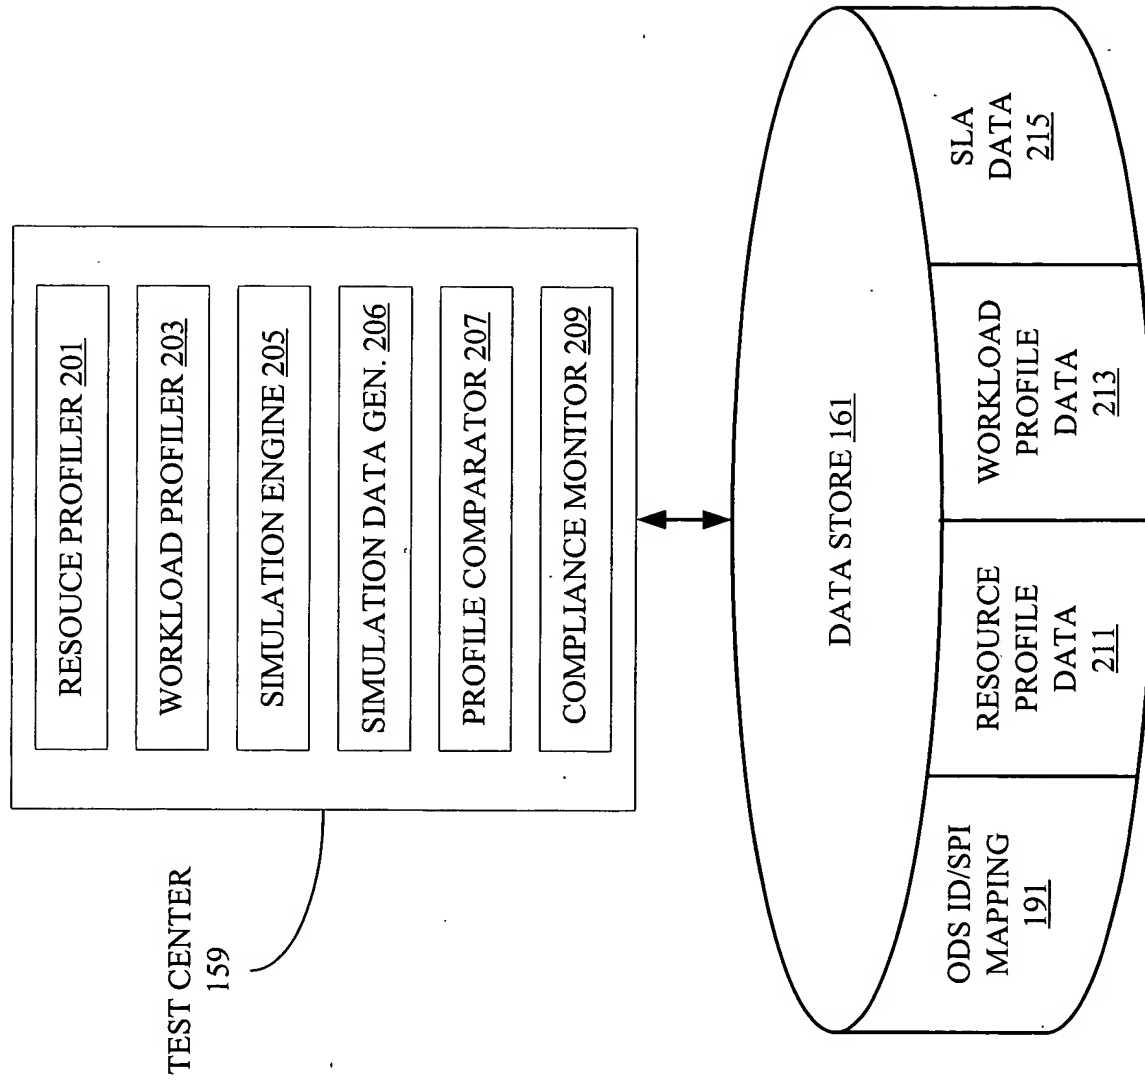 TEST CENTER
159
RESOUCE PROFILER 201
WORKLOAD PROFILER 203
SIMULATION ENGINE 205
SIMULATION DATA GEN. 206
PROFILE COMPARATOR 207
COMPLIANCE MONITOR 209
DATA STORE 161
ODS ID/SPI
MAPPING
191
RESOURCE
PROFILE
DATA
211
WORKLOAD
PROFILE
DATA
213
SLA
DATA
215